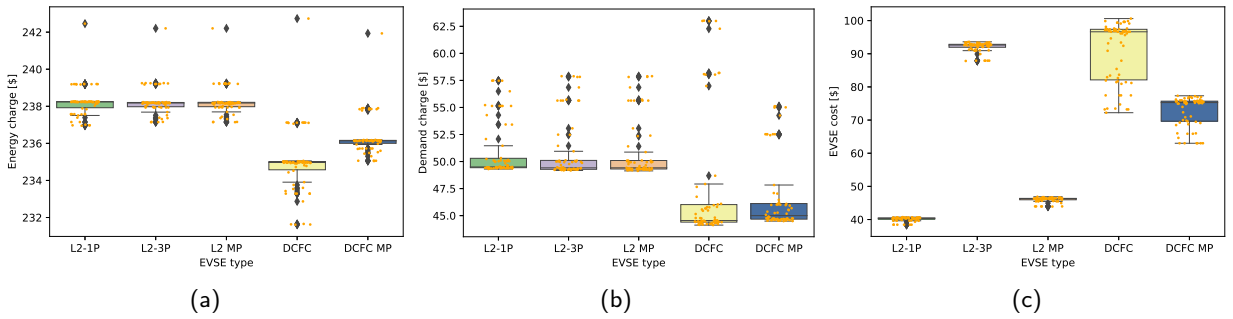 Energy charge [$]
242
240
238
236
234
232
L2-1P L2-3P L2 MP DCFC DCFC MP
EVSE type
(a)
Demand charge [$]
62.5
60.0
57.5
55.0
52.5
50.0
47.5
45.0
L2-1P L2-3P L2 MP DCFC DCFC MP
EVSE type
(b)
EVSE cost [$]
100
90
80
70
60
50
40
L2-1P L2-3P L2 MP DCFC DCFC MP
EVSE type
(c)